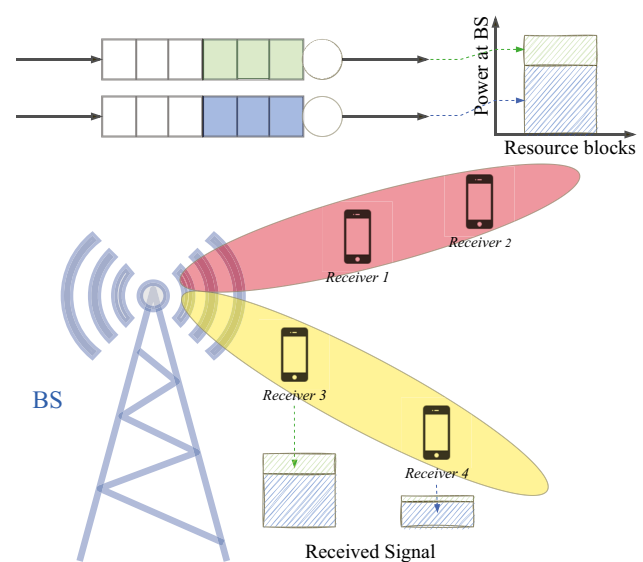 Power at BS
Resource blocks
Receiver 2
Receiver 1
Receiver 3
BS
Receiver 4
Received Signal